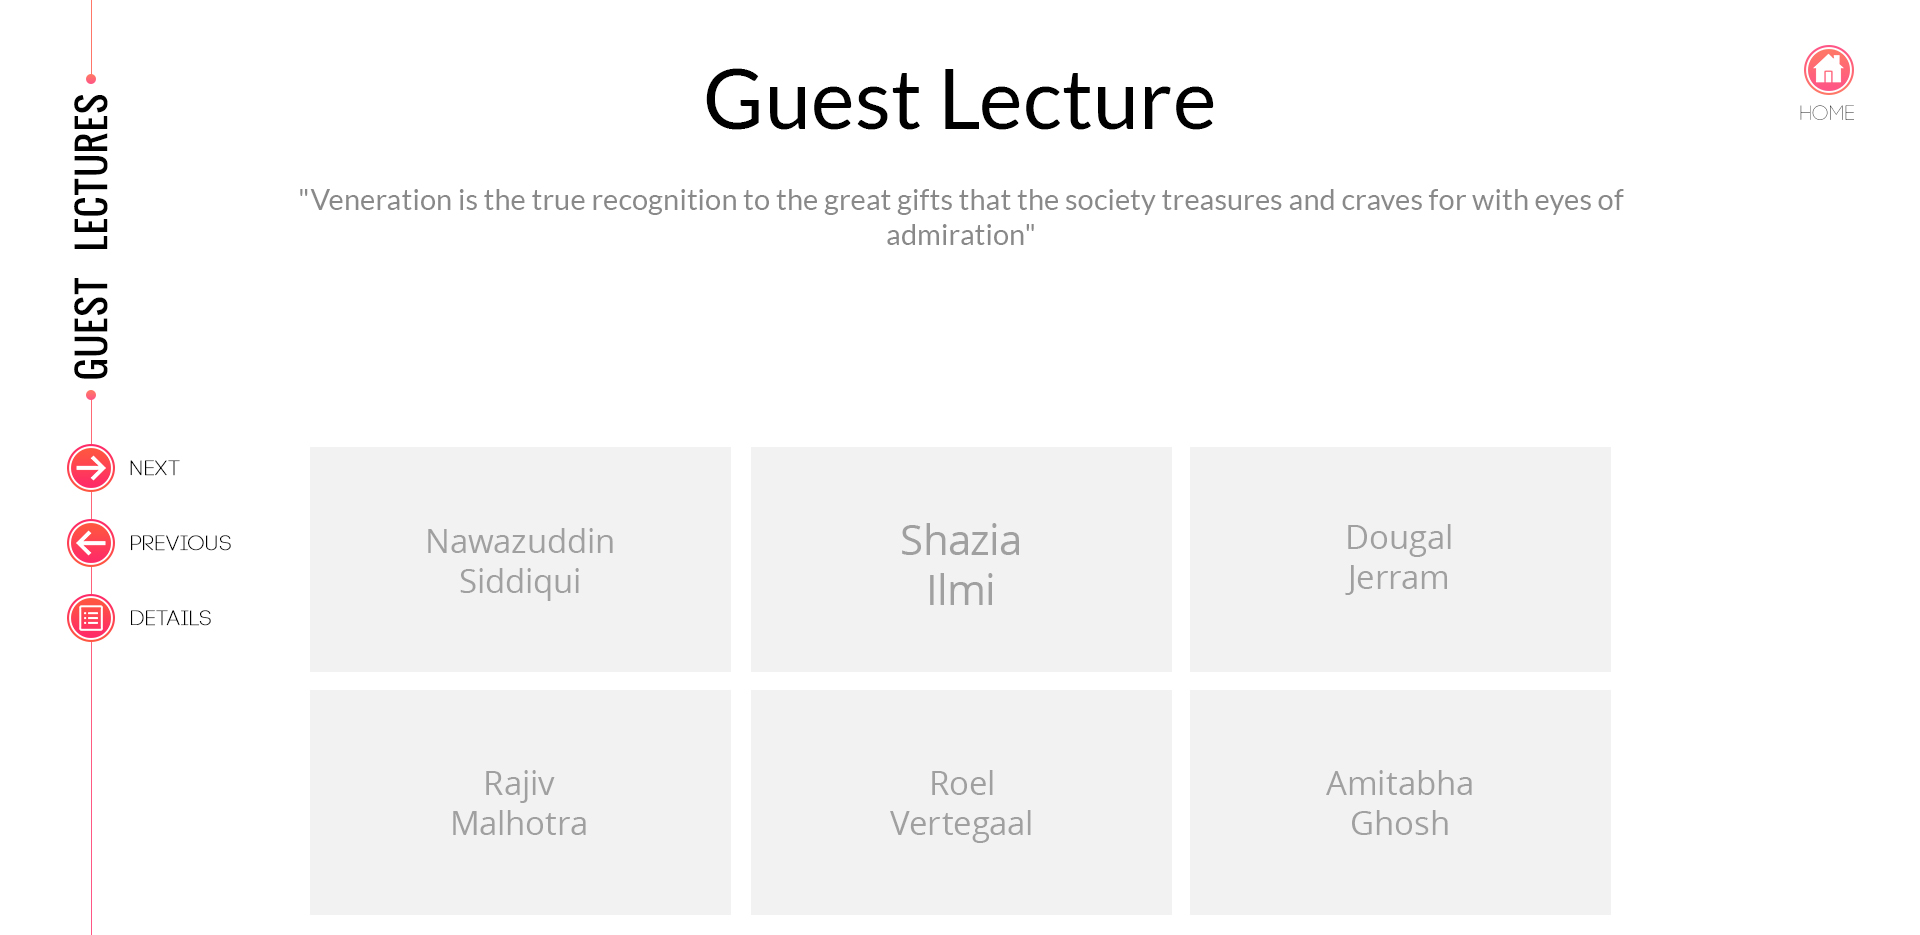 GUEST LECTURES
Guest Lecture
HOME
"Veneration is the true recognition to the great gifts that the society treasures and craves for with eyes of
admiration"
NEXT
PREVIOUS
DETAILS
Nawazuddin
Siddiqui
Shazia
Ilmi
Dougal
Jerram
Rajiv
Malhotra
Roel
Vertegaal
Amitabha
Ghosh